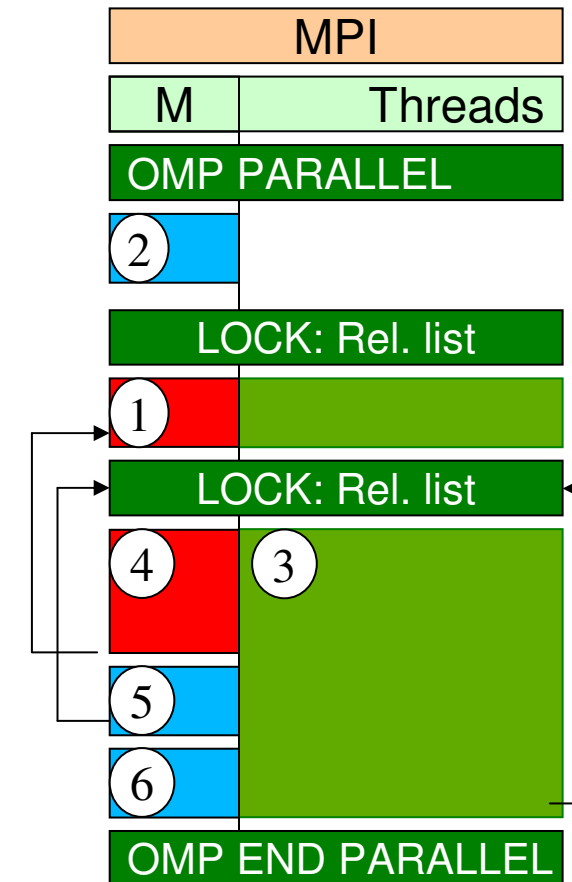 MPI
M Threads
OMP PARALLEL
2
LOCK: Rel. list
1
LOCK: Rel. list
4 3
5
6
OMP END PARALLEL